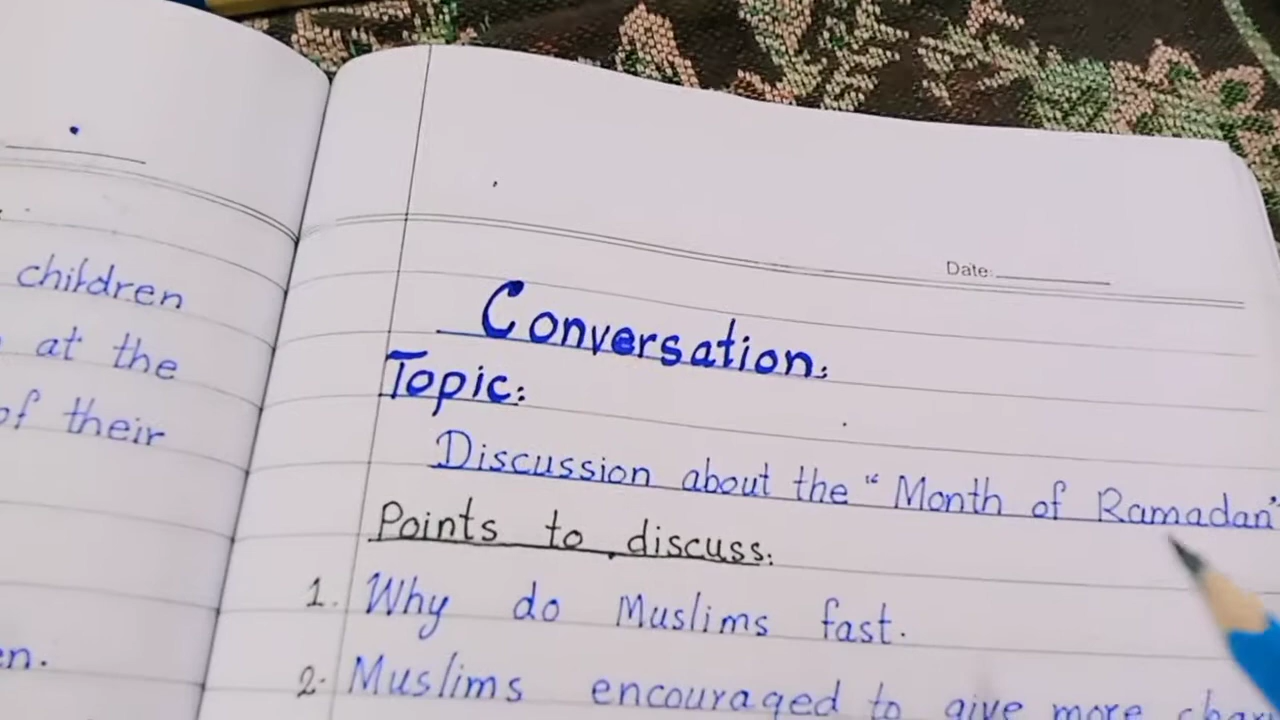 children
at the
of their
en.
Date:
Conversation:
Topic:
Discussion about the "Month of Ramadan"
Points to discuss:
1. Why do Muslims fast.
2. Muslims encouraged to give more